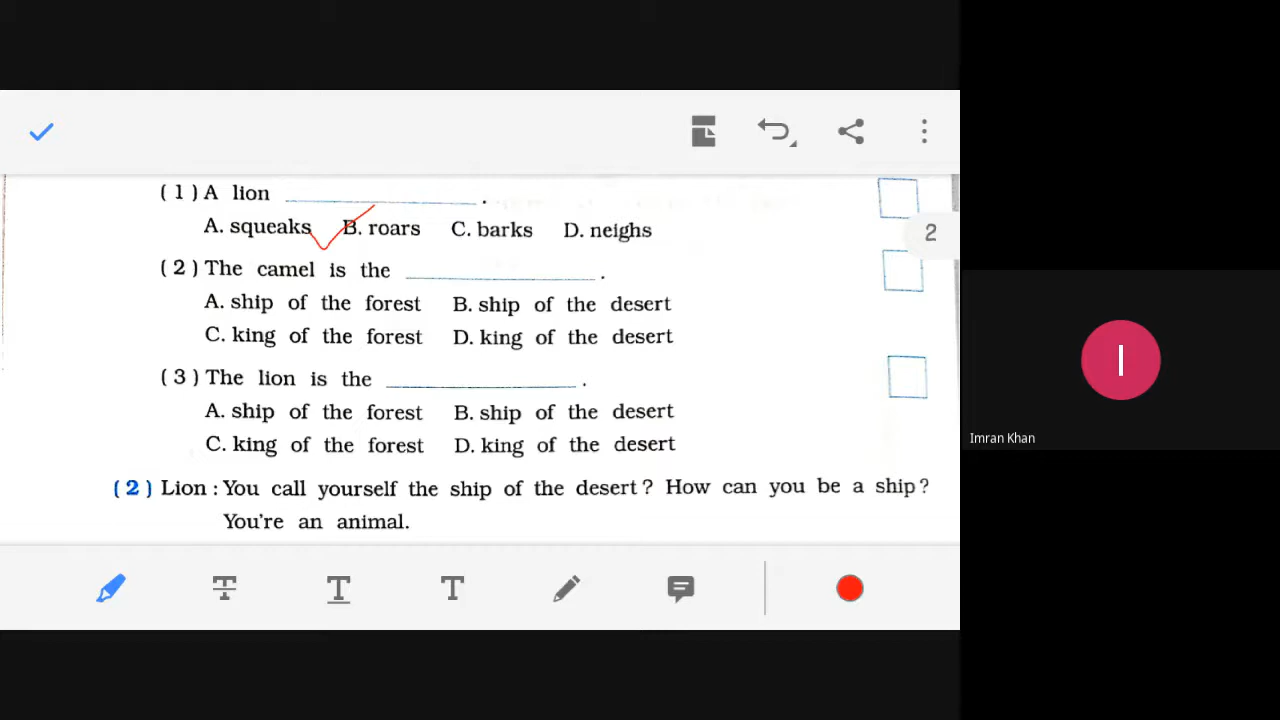 ( 1 ) A lion ____________ .
A. squeaks B. roars C. barks D. neighs
2
( 2 ) The camel is the ____________ .
A. ship of the forest B. ship of the desert
C. king of the forest D. king of the desert
( 3 ) The lion is the ____________ .
A. ship of the forest B. ship of the desert
C. king of the forest D. king of the desert
( 2 ) Lion : You call yourself the ship of the desert ? How can you be a ship ?
You're an animal.
T T T
I
Imran Khan